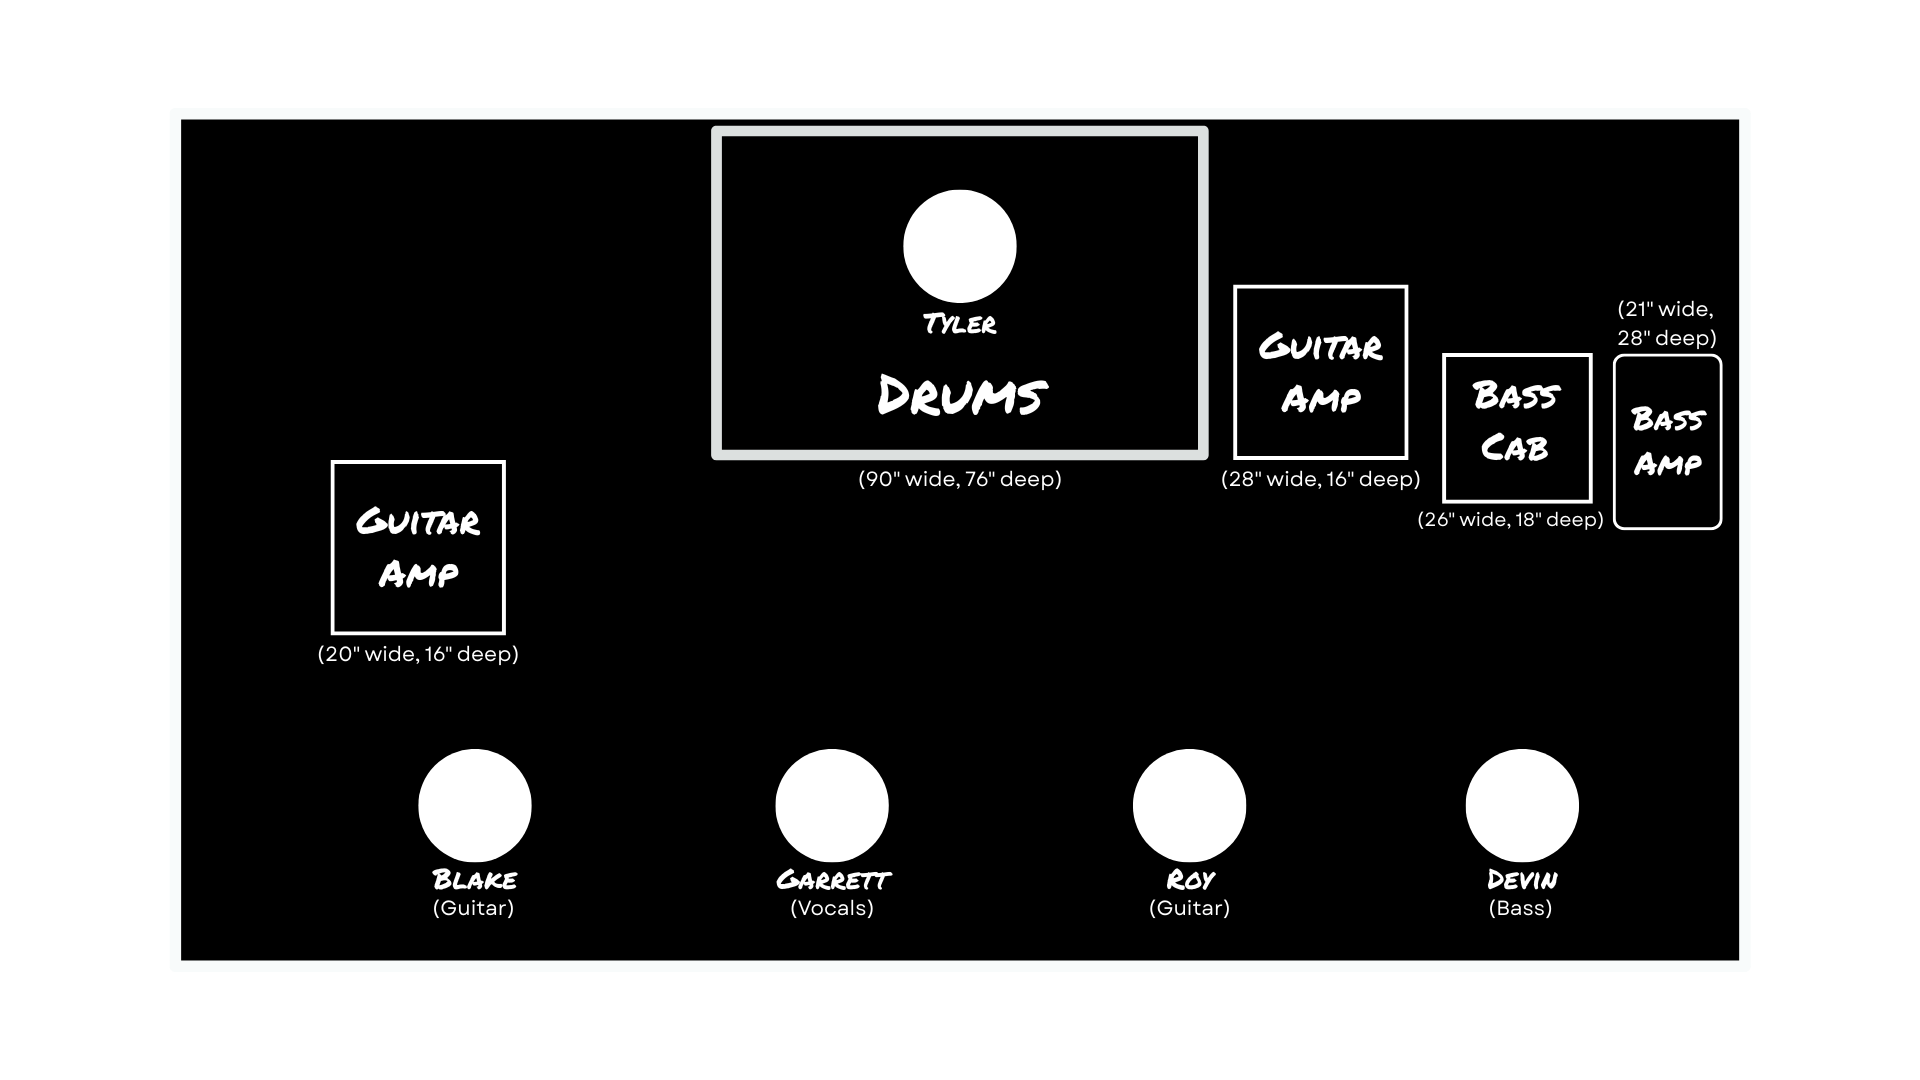 Tyler
Drums
(90" wide, 76" deep)
Guitar
Amp
(28" wide, 16" deep)
Bass
Cab
(26" wide, 18" deep)
(21" wide,
28" deep)
Bass
Amp
Guitar
Amp
(20" wide, 16" deep)
Blake
(Guitar)
Garrett
(Vocals)
Roy
(Guitar)
Devin
(Bass)